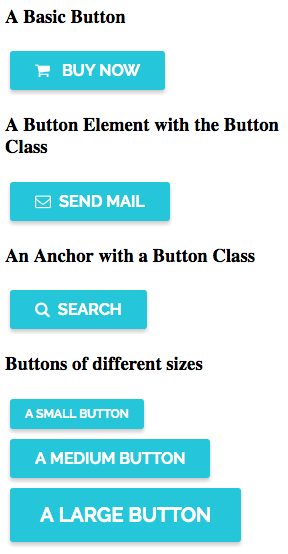 A Basic Button
BUY NOW
A Button Element with the Button
Class
SEND MAIL
An Anchor with a Button Class
SEARCH
Buttons of different sizes
A SMALL BUTTON
A MEDIUM BUTTON
A LARGE BUTTON